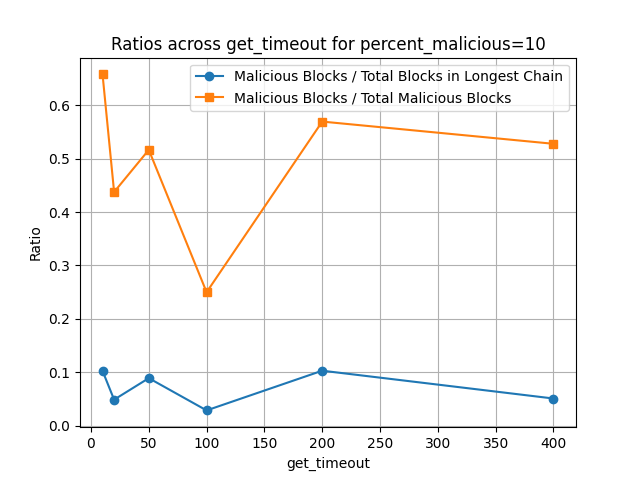 Ratios across get_timeout for percent_malicious=10
Malicious Blocks / Total Blocks in Longest Chain
Malicious Blocks / Total Malicious Blocks
Ratio
0.6
0.5
0.4
0.3
0.2
0.1
0.0
0 50 100 150 200 250 300 350 400
get_timeout